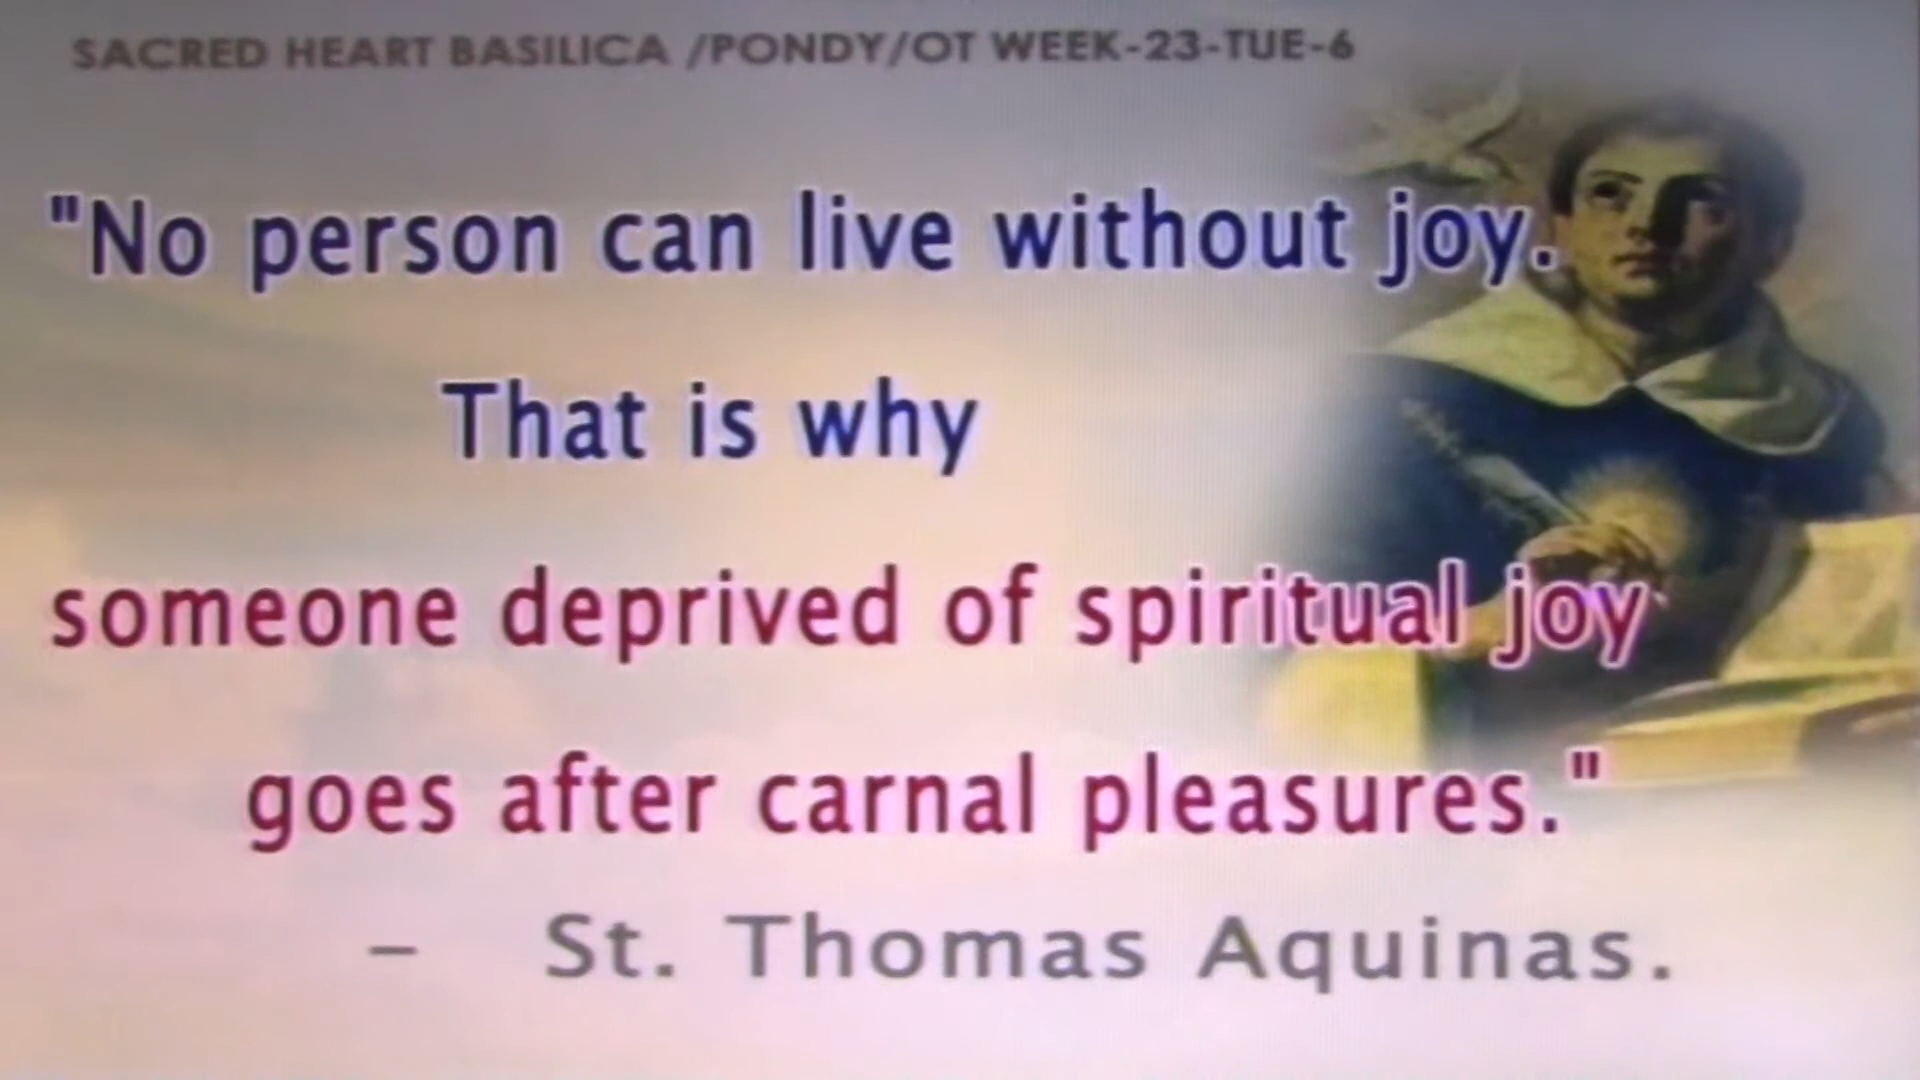 SACRED HEART BASILICA /PONDY/OT WEEK-23-TUE-6
"No person can live without joy.
That is why
someone deprived of spiritual joy
goes after carnal pleasures."
– St. Thomas Aquinas.